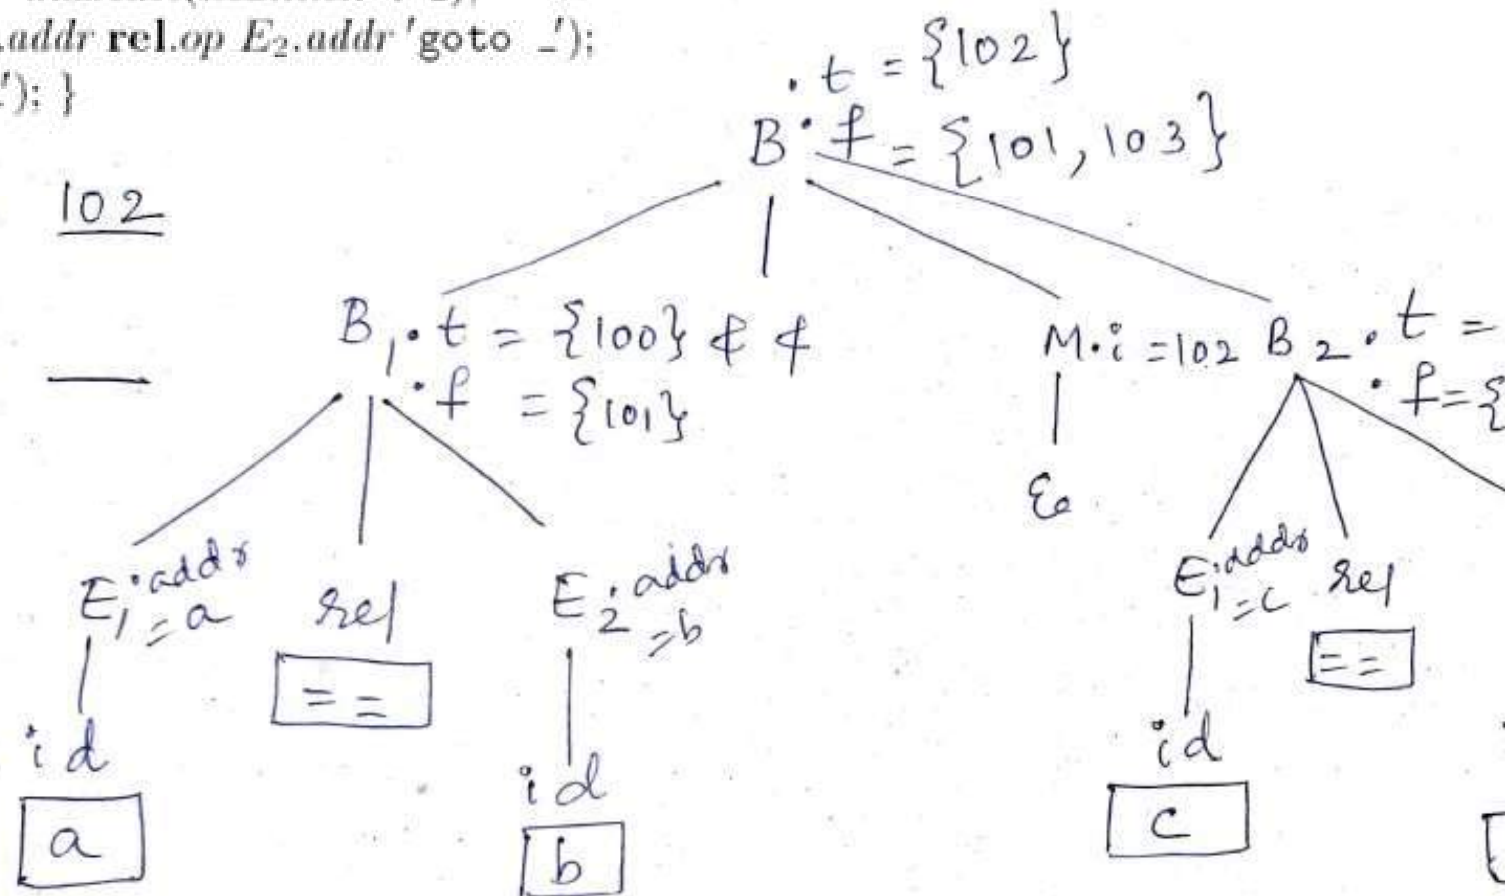 .addr rel.op E₂.addr 'goto _');
'); }
.t = {102}
B.f = {101, 103}
102
B₁.t = {100} & &
.f = {101}
M.i = 102
B₂.t =
.f = {
ε
E₁.addr = a
rel
E₂.addr = b
E₁.addr = c
rel
= =
= =
id
id
id
a
b
c